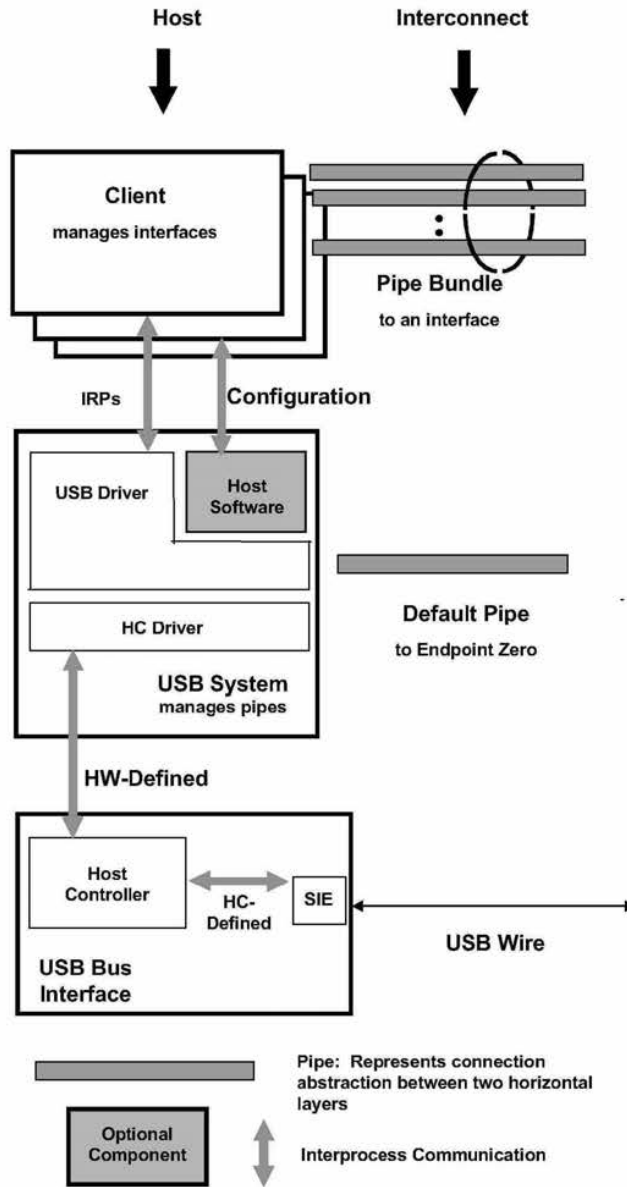 Host
Interconnect
Client
manages interfaces
Pipe Bundle
to an interface
IRPs
Configuration
USB Driver
Host
Software
HC Driver
Default Pipe
to Endpoint Zero
USB System
manages pipes
HW-Defined
Host
Controller
HC-
Defined
SIE
USB Wire
USB Bus
Interface
Pipe: Represents connection
abstraction between two horizontal
layers
Optional
Component
Interprocess Communication